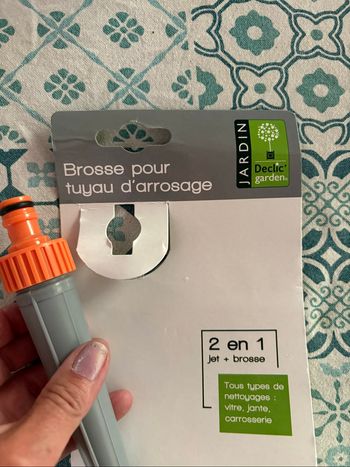 Brosse pour
tuyau d'arrosage
JARDIN
Declic'
garden®
2 en 1
jet + brosse
Tous types de
nettoyages :
vitre, jante,
carrosserie